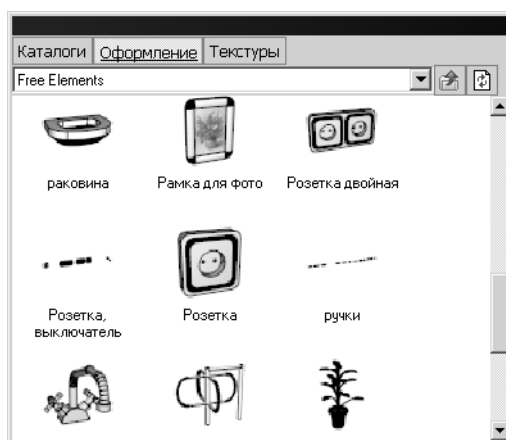 Каталоги Оформление Текстуры
Free Elements
раковина Рамка для фото Розетка двойная
Розетка, Розетка ручки
выключатель